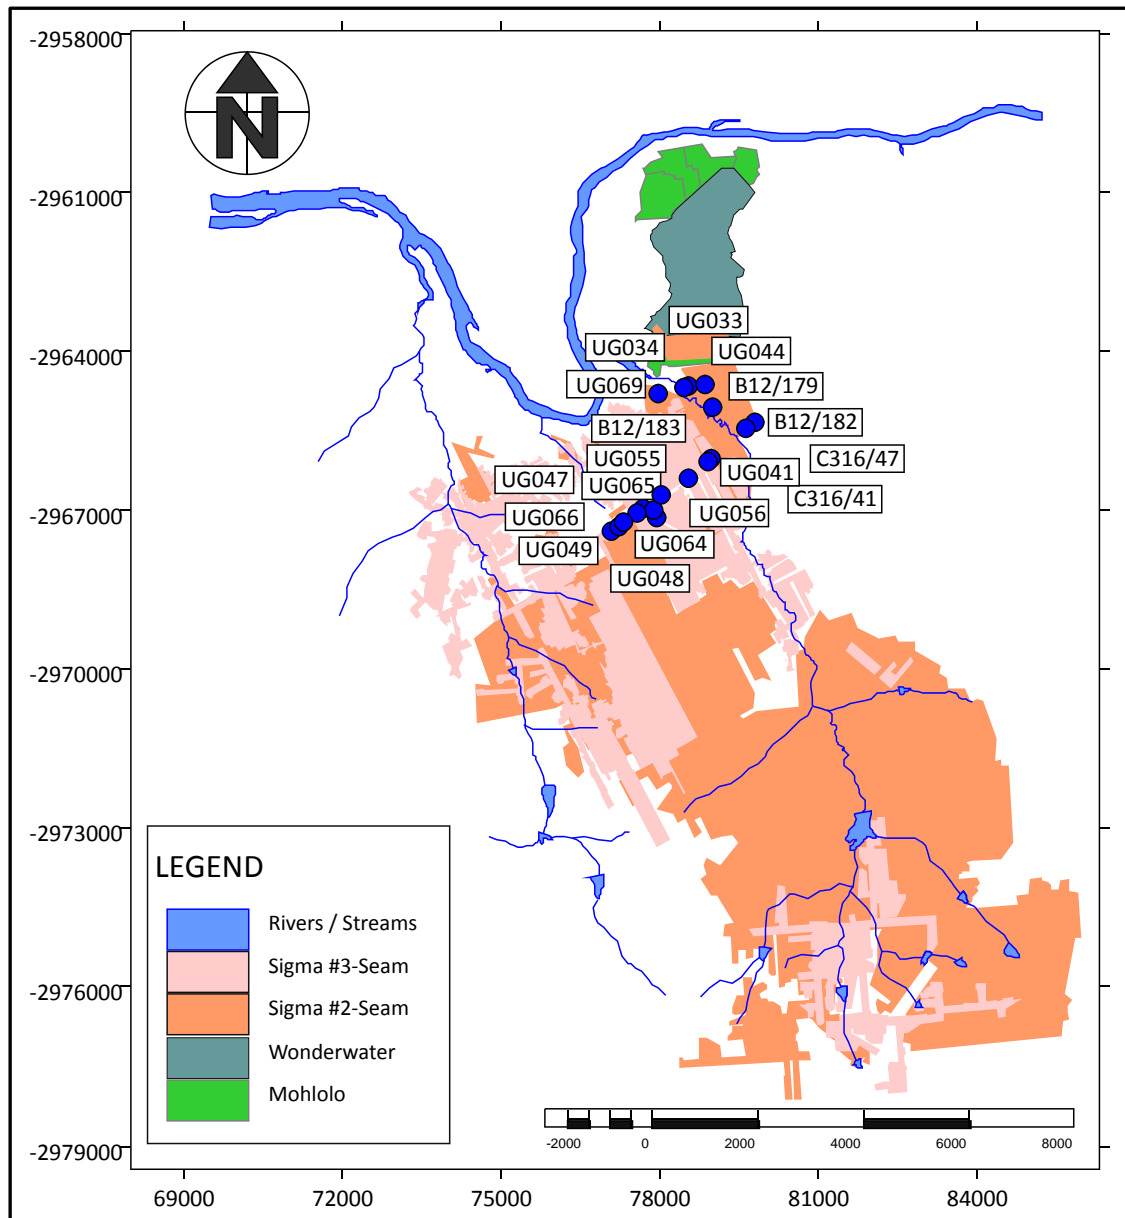 -2958000
N
-2961000
UG033
-2964000
UG034
UG044
UG069
B12/179
B12/182
B12/183
UG055
C316/47
UG047
UG065
UG041
C316/41
-2967000
UG066
UG056
UG049
UG064
UG048
-2970000
-2973000
LEGEND
Rivers / Streams
Sigma #3-Seam
-2976000
Sigma #2-Seam
Wonderwater
Mohlolo
-2000 0 2000 4000 6000 8000
-2979000
69000 72000 75000 78000 81000 84000